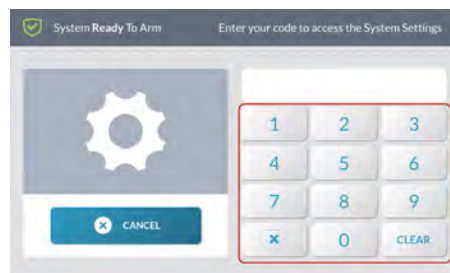 System Ready To Arm
Enter your code to access the System Settings
1 2 3
4 5 6
7 8 9
× 0 CLEAR
× CANCEL